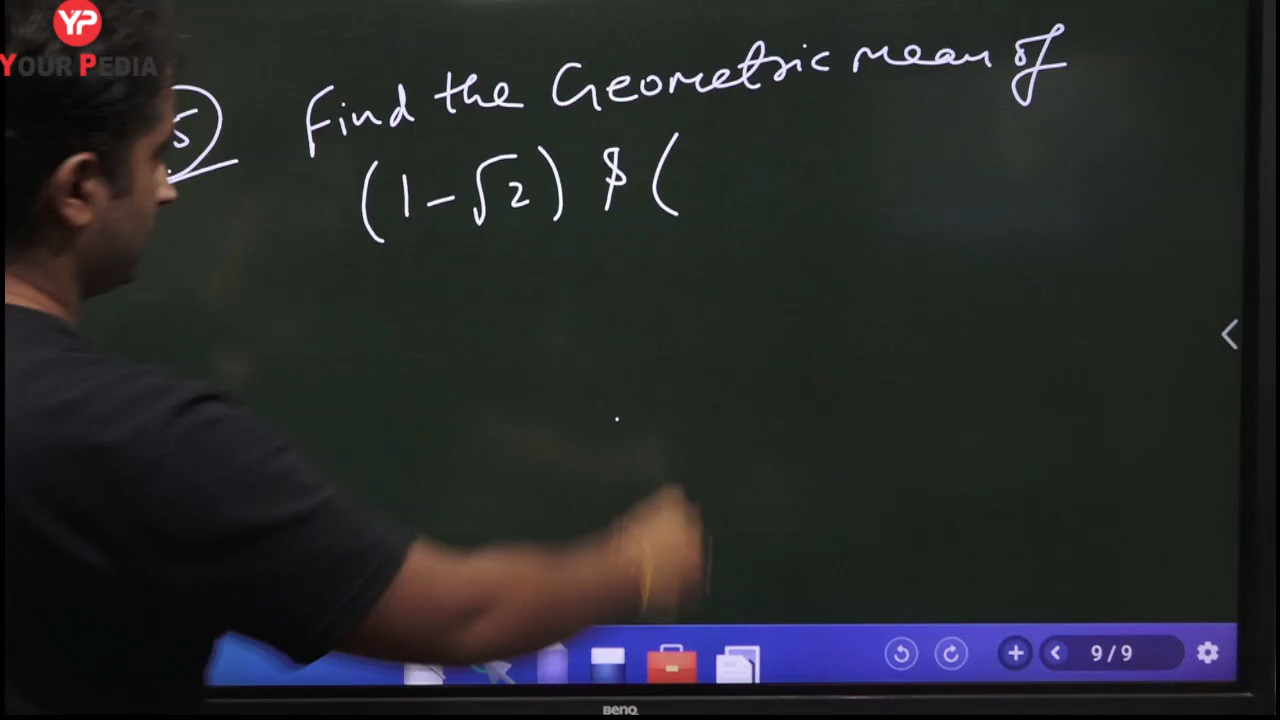 YP
YOUR PEDIA
5) Find the Geometric mean of
(1-√2) & (
9/9
BenQ